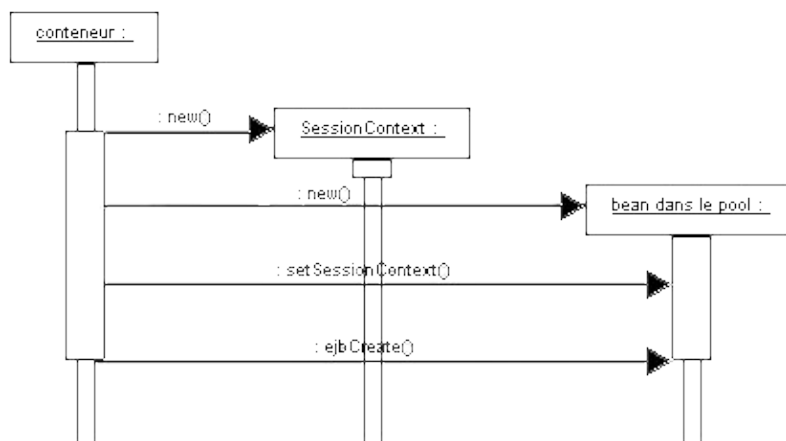 conteneur :
: new()
SessionContext :
: new()
bean dans le pool :
: setSessionContext()
: ejbCreate()